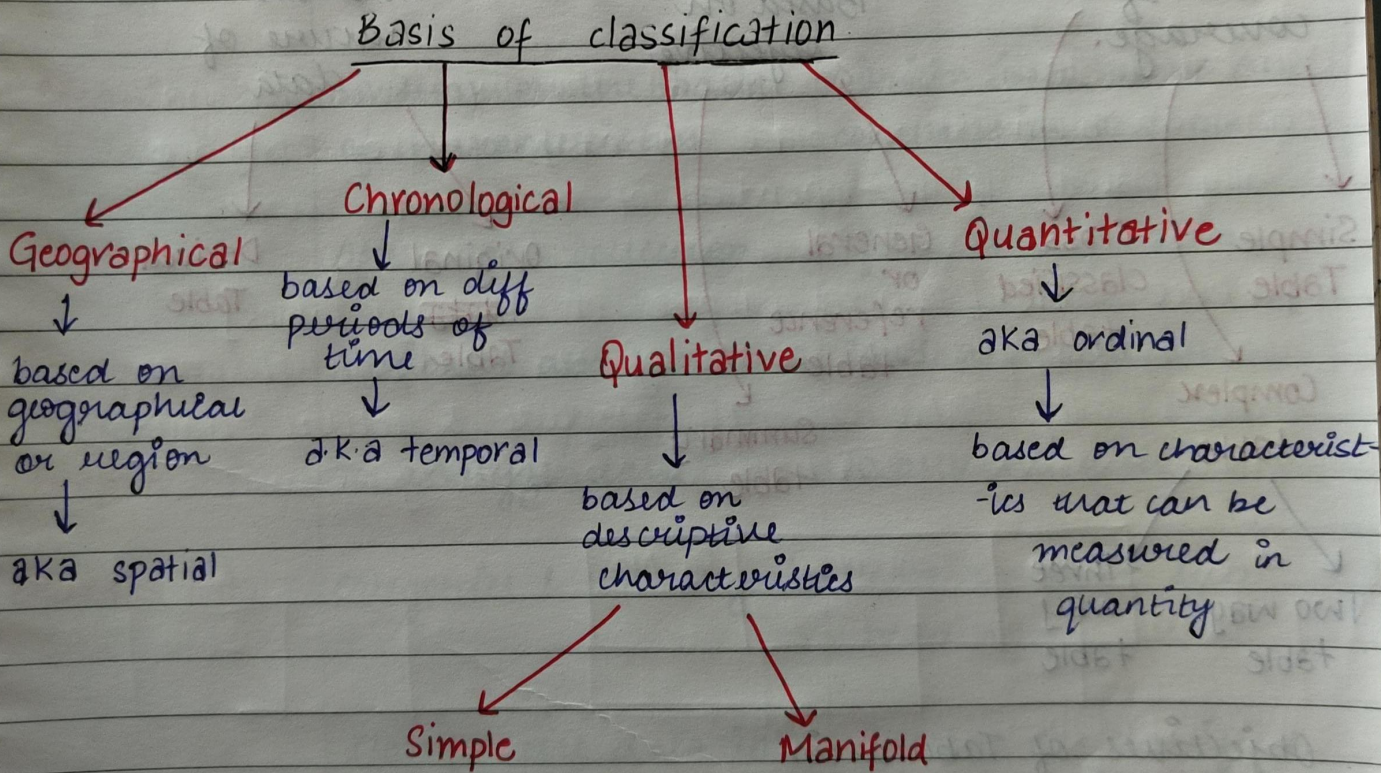 Basis of classification
Geographical
based on
geographical
or region
aka spatial
Chronological
based on diff
periods of
time
a.k.a temporal
Qualitative
based on
descriptive
characteristics
Simple
Manifold
Quantitative
aka ordinal
based on characterist-
-ics that can be
measured in
quantity